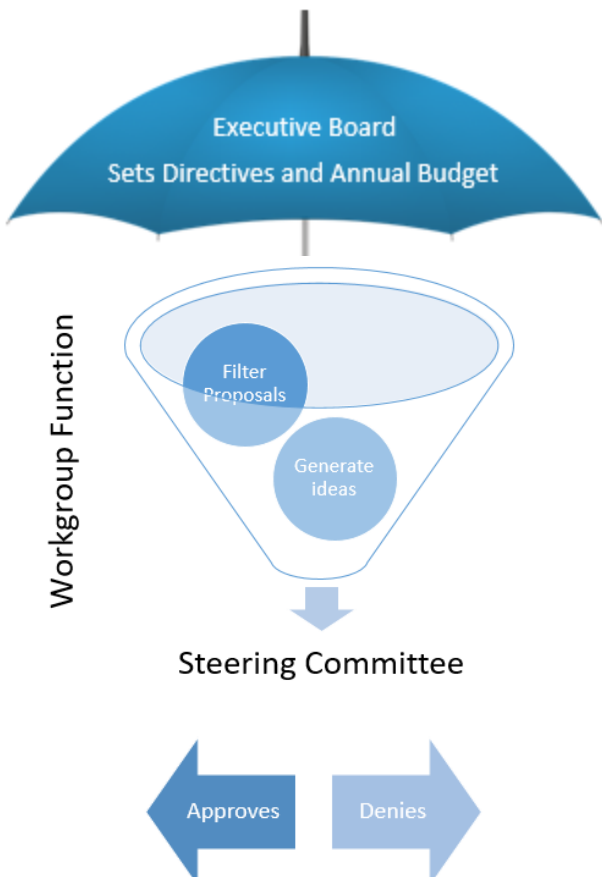 Executive Board
Sets Directives and Annual Budget
Workgroup Function
Filter
Proposals
Generate
ideas
Steering Committee
Approves
Denies